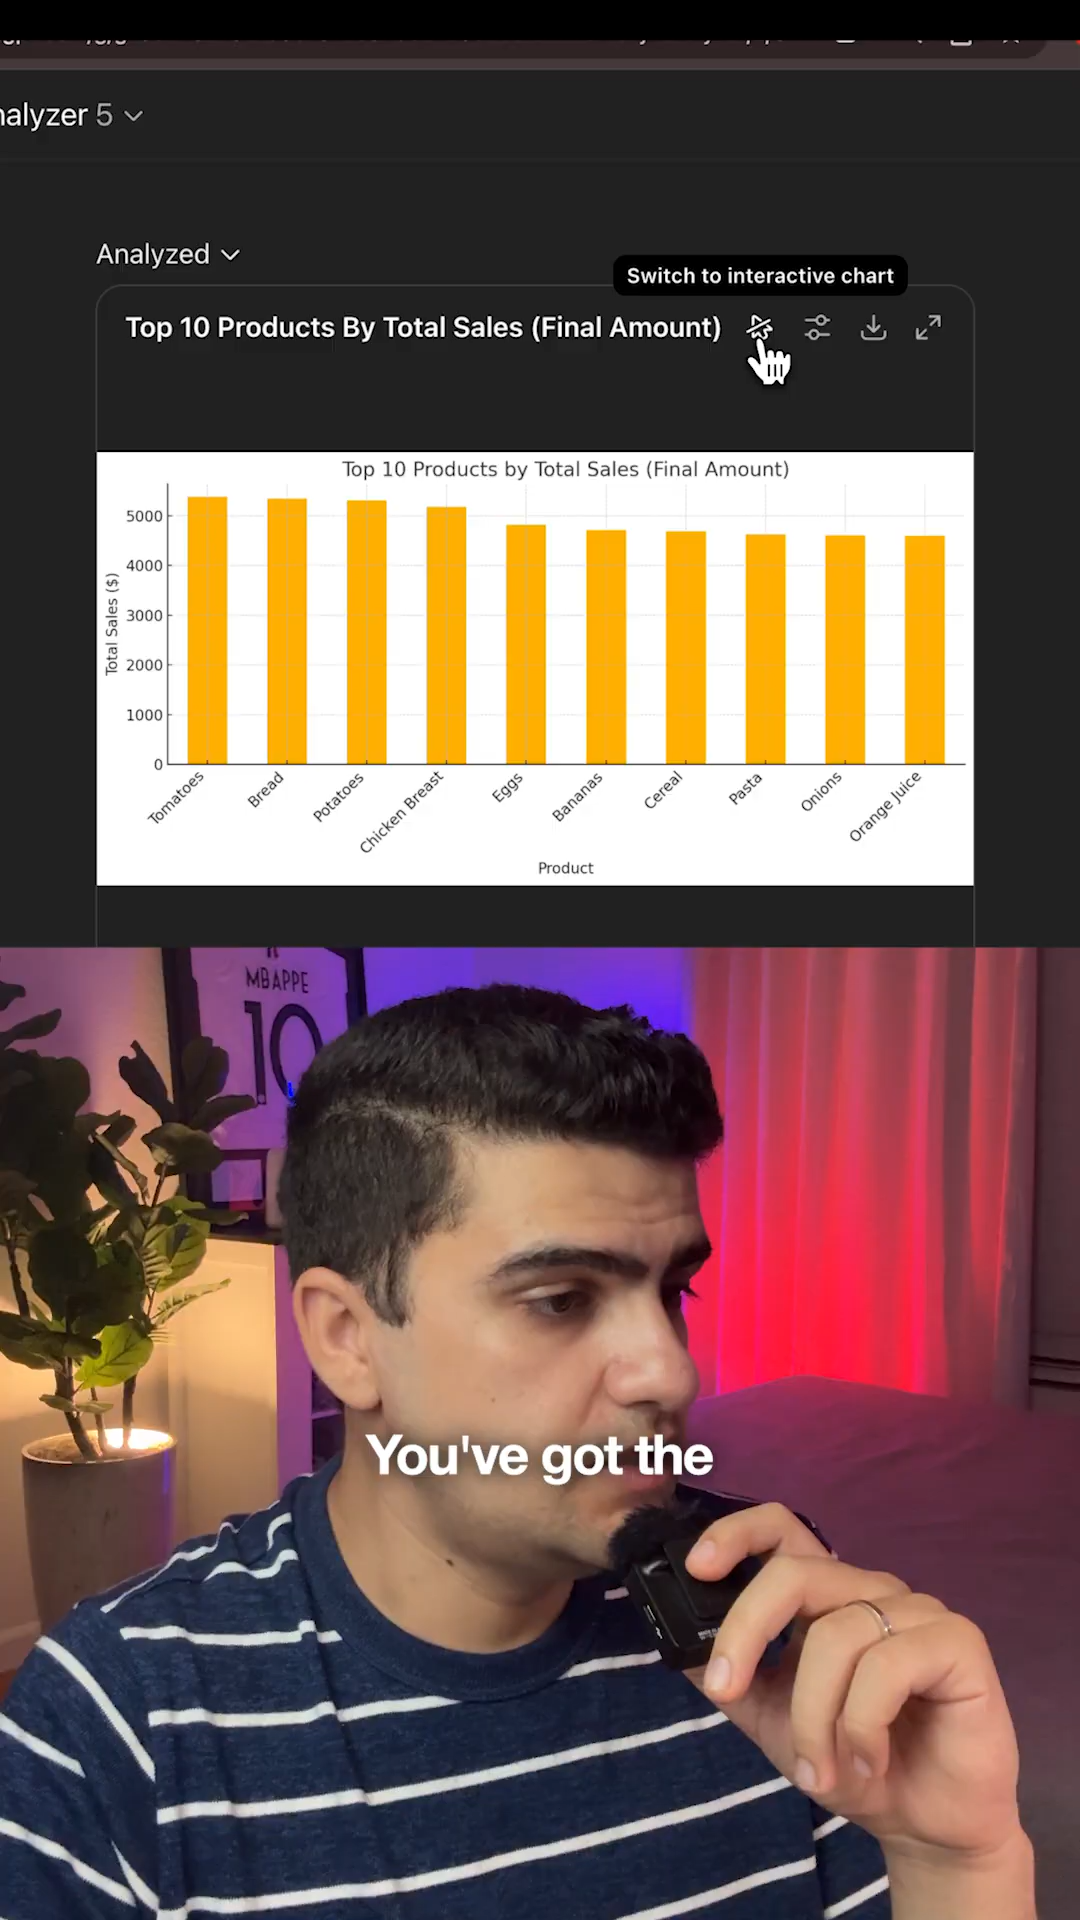 nalyzer 5
Analyzed
Switch to interactive chart
Top 10 Products By Total Sales (Final Amount)
Top 10 Products by Total Sales (Final Amount)
Total Sales ($)
5000
4000
3000
2000
1000
0
Tomatoes
Bread
Potatoes
Chicken Breast
Eggs
Bananas
Cereal
Pasta
Onions
Orange Juice
Product
MBAPPE
10
You've got the